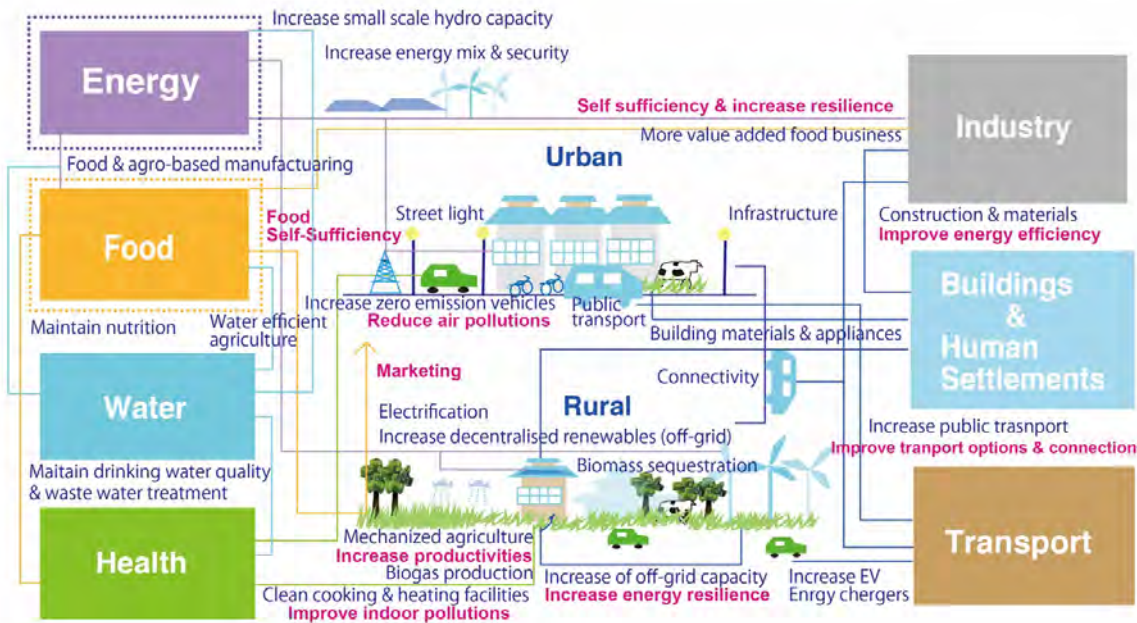 Increase small scale hydro capacity
Energy
Increase energy mix & security
Self sufficiency & increase resilience
Industry
More value added food business
Food & agro-based manufactuaring
Urban
Food
Food
Self-Sufficiency
Street light
Infrastructure
Construction & materials
Improve energy efficiency
Increase zero emission vehicles
Reduce air pollutions
Public
transport
Buildings
&
Human
Settlements
Maintain nutrition
Water efficient
agriculture
Building materials & appliances
Water
Marketing
Connectivity
Electrification
Rural
Increase decentralised renewables (off-grid)
Increase public trasnport
Improve tranport options & connection
Biomass sequestration
Maitain drinking water quality
& waste water treatment
Health
Mechanized agriculture
Increase productivities
Biogas production
Transport
Clean cooking & heating facilities
Improve indoor pollutions
Increase of off-grid capacity
Increase energy resilience
Increase EV
Enrgy chergers